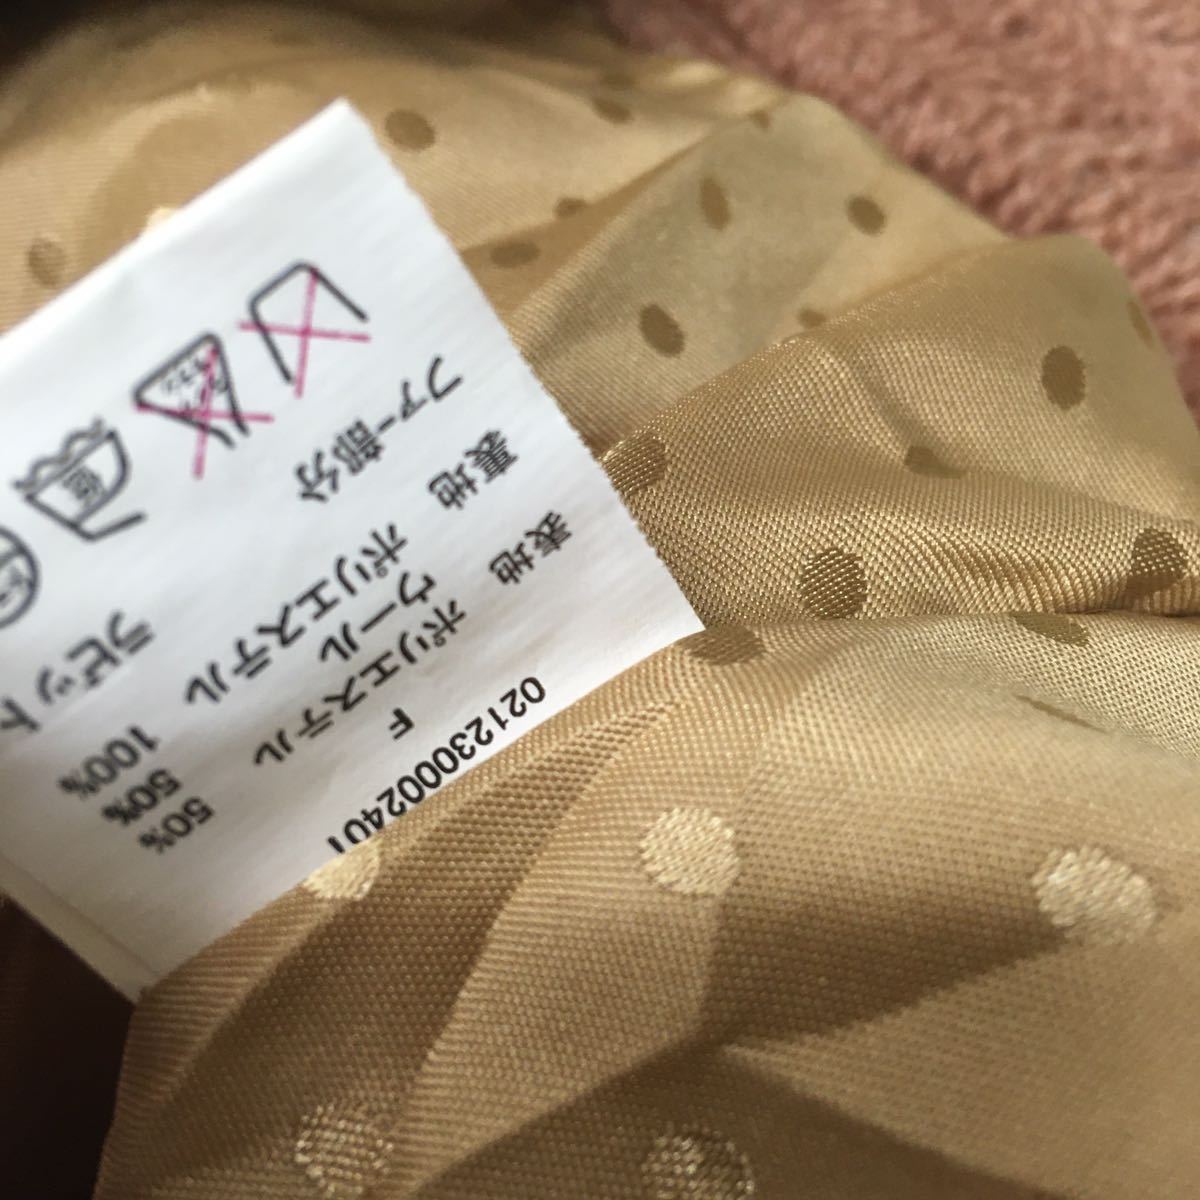 021230002401
F
表地 ポリエステル 50%
ウール 50%
裏地 ポリエステル 100%
ファー部分 ラビット